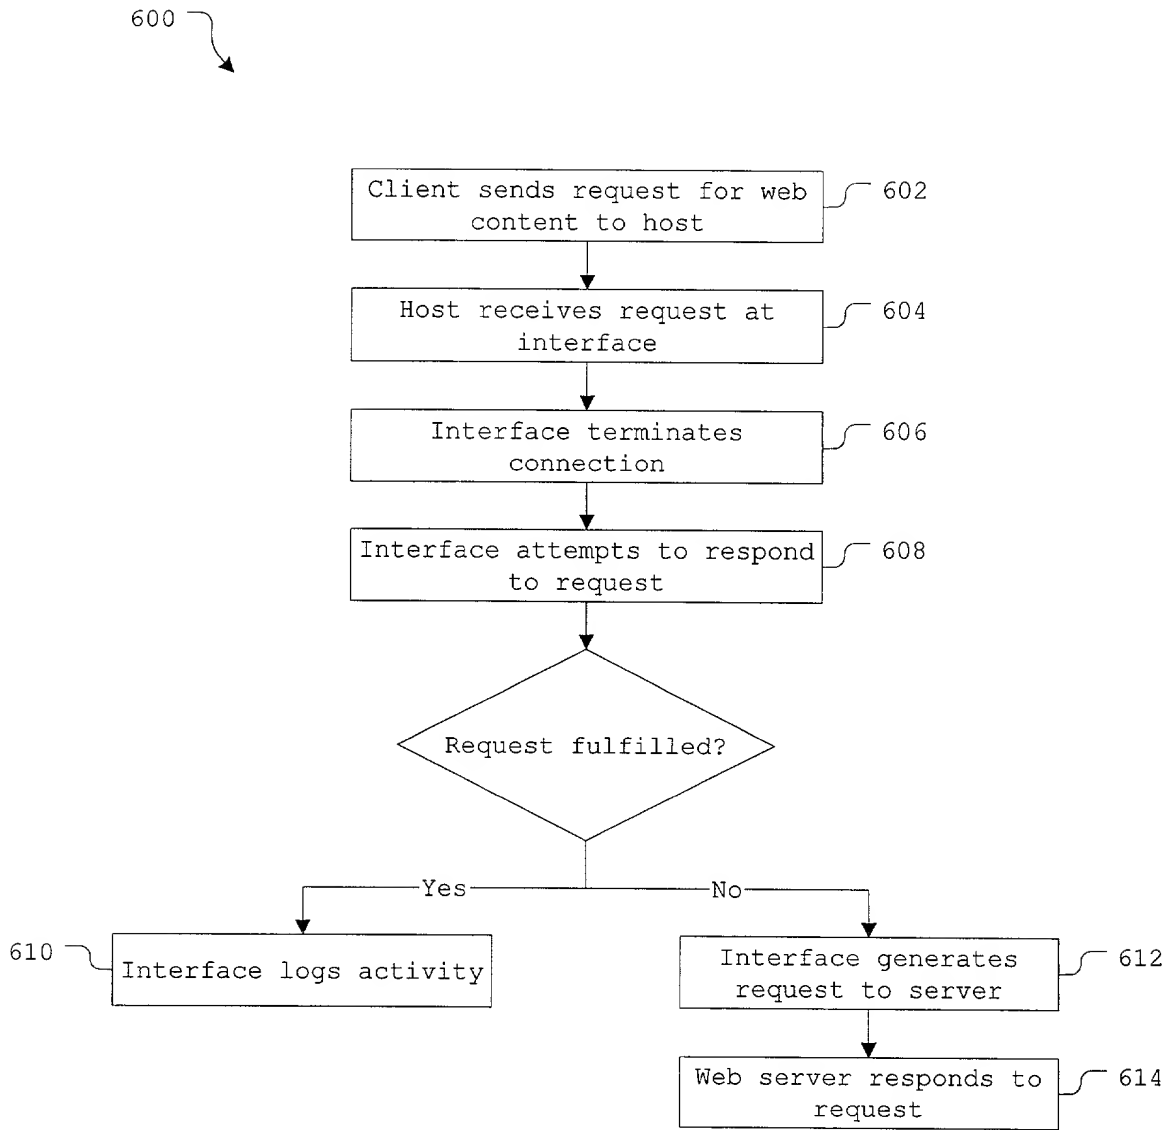 600
Client sends request for web
content to host
602
Host receives request at
interface
604
Interface terminates
connection
606
Interface attempts to respond
to request
608
Request fulfilled?
Yes
No
610
Interface logs activity
Interface generates
request to server
612
Web server responds to
request
614